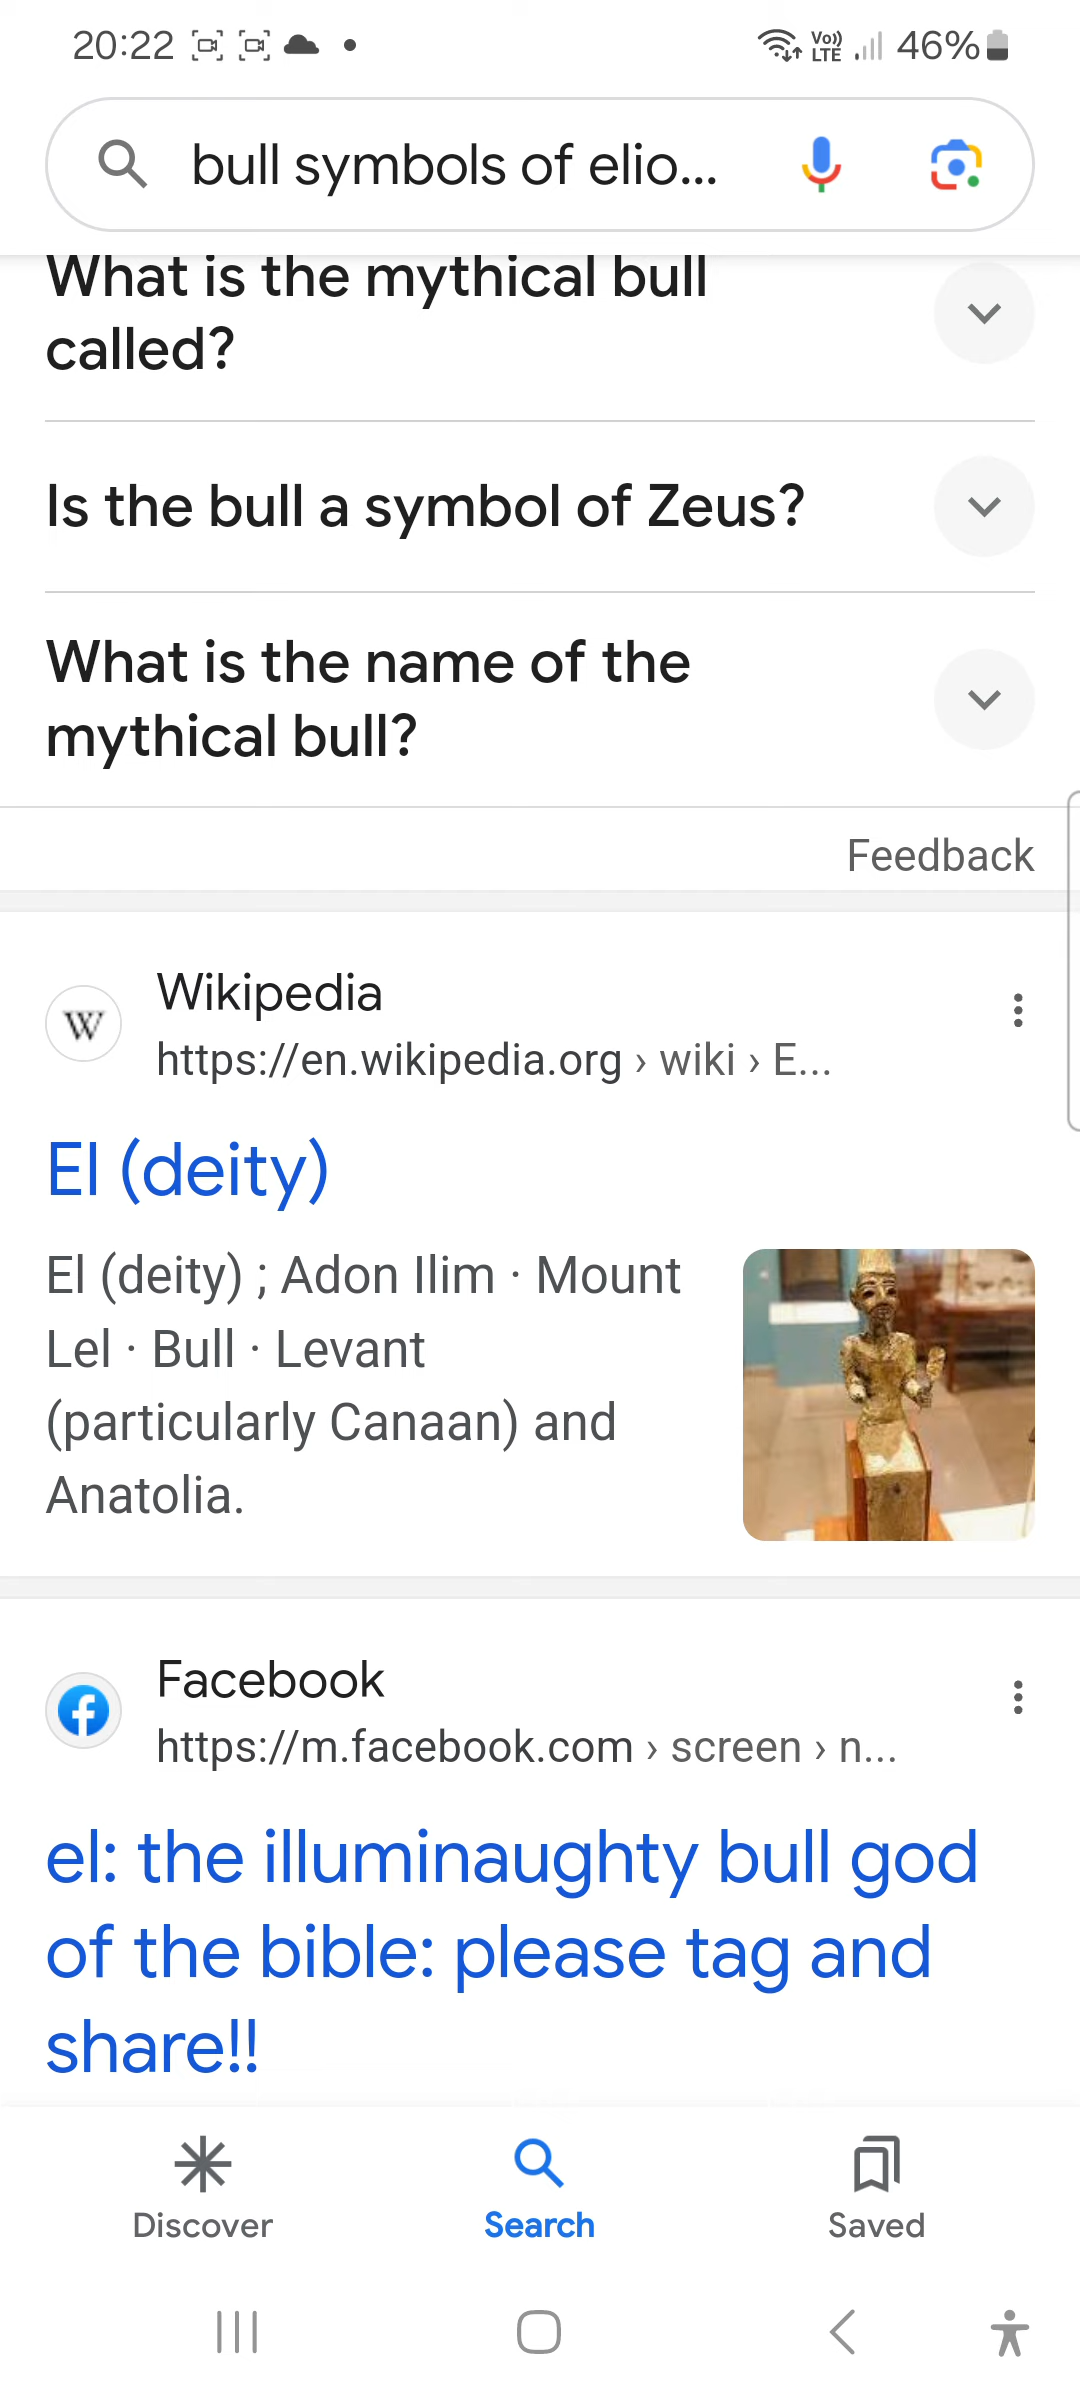 20:22
Vo))
LTE
46%
bull symbols of elio...
What is the mythical bull
called?
Is the bull a symbol of Zeus?
What is the name of the
mythical bull?
Feedback
W
Wikipedia
https://en.wikipedia.org › wiki › E...
El (deity)
El (deity) ; Adon Ilim · Mount
Lel · Bull · Levant
(particularly Canaan) and
Anatolia.
Facebook
https://m.facebook.com › screen › n...
el: the illuminaughty bull god
of the bible: please tag and
share!!
Discover
Search
Saved